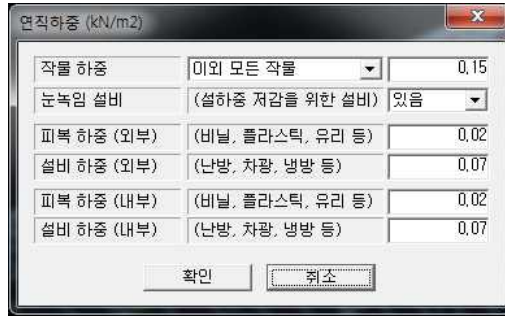 연직하중 (kN/m2)
작물 하중 이외 모든 작물 0.15
눈녹임 설비 (설하중 저감을 위한 설비) 있음
피복 하중 (외부) (비닐, 플라스틱, 유리 등) 0.02
설비 하중 (외부) (난방, 차광, 냉방 등) 0.07
피복 하중 (내부) (비닐, 플라스틱, 유리 등) 0.02
설비 하중 (내부) (난방, 차광, 냉방 등) 0.07
확인 취소